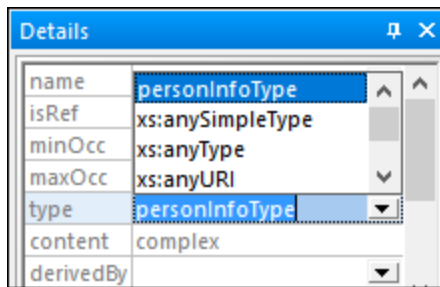 Details
name personInfoType
isRef xs:anySimpleType
minOcc xs:anyType
maxOcc xs:anyURI
type personInfoType
content complex
derivedBy